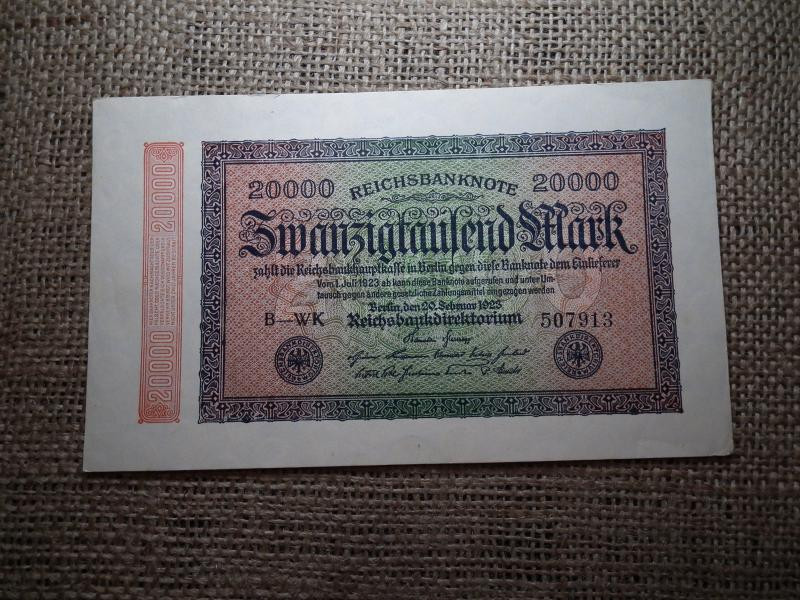 20000 REICHSBANKNOTE 20000
Zwanzigtausend Mark
zahlt die Reichsbankhauptkasse in Berlin gegen diese Banknote dem Einlieferer
Vom 1. Juli 1923 ab kann diese Banknote aufgerufen und unter Um-
tausch gegen andere gesetzliche Zahlungsmittel eingezogen werden
Berlin, den 20. Februar 1923
B—WK Reichsbankdirektorium 507913
20000 20000